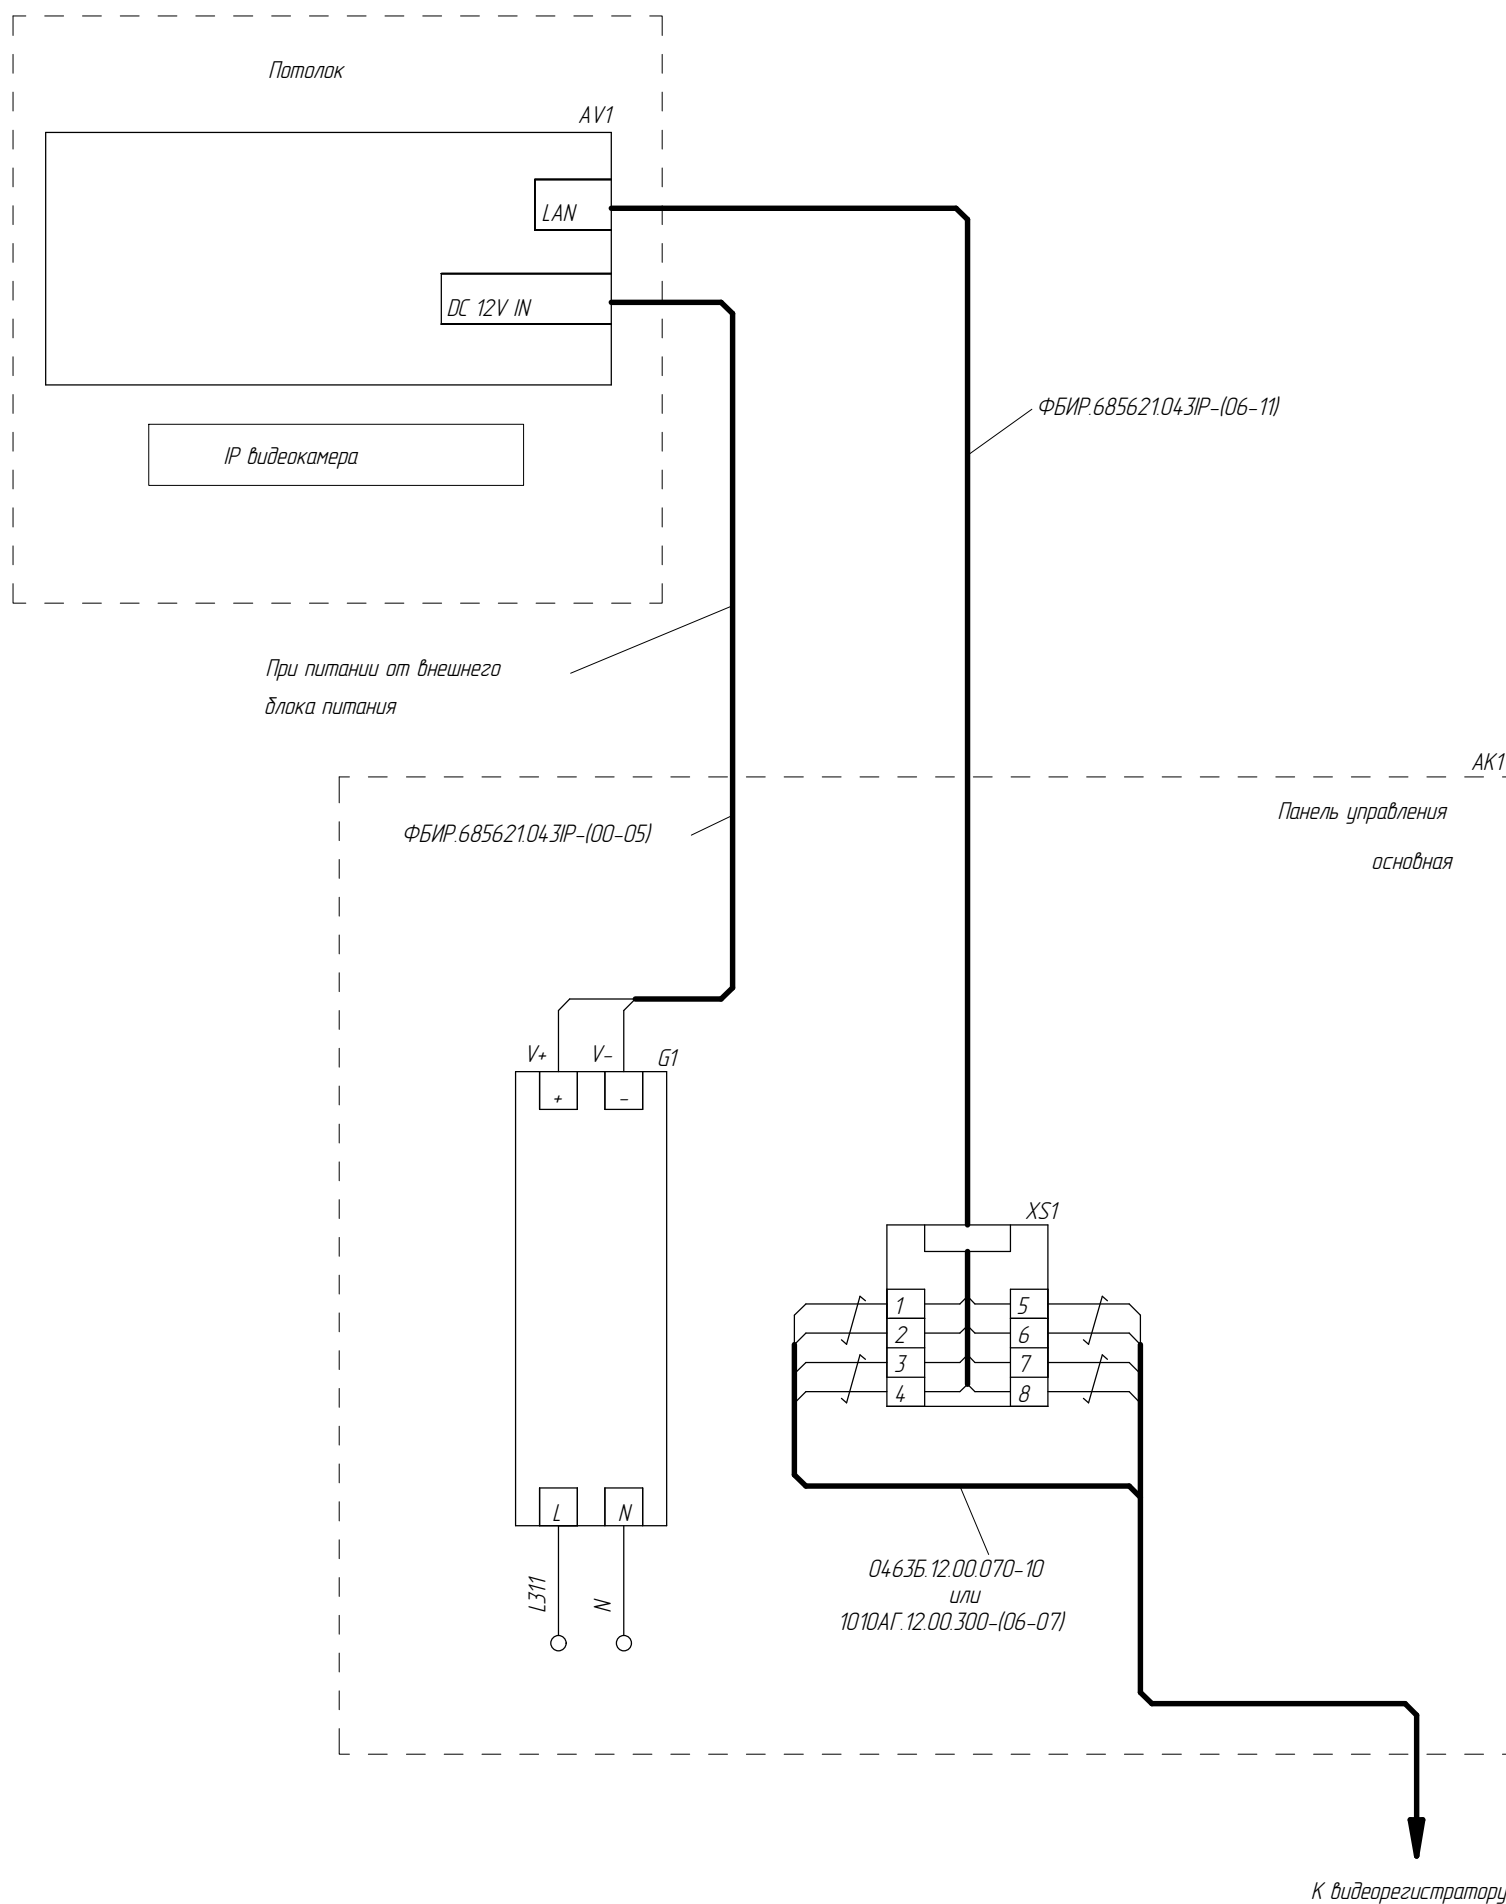 Потолок
AV1
LAN
DC 12V IN
IP видеокамера
ФБИР.685621.043IP-(06-11)
При питании от внешнего
блока питания
AK1
Панель управления
основная
ФБИР.685621.043IP-(00-05)
V+ V- G1
+ -
XS1
1 5
2 6
3 7
4 8
L N
L311 N
0463Б.12.00.070-10
или
1010АГ.12.00.300-(06-07)
К видеорегистратору